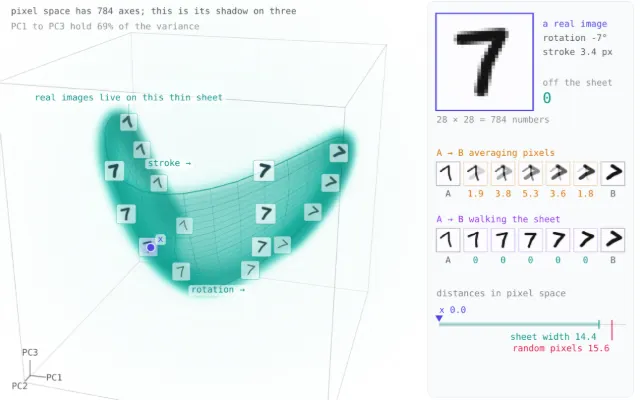 pixel space has 784 axes; this is its shadow on three
PC1 to PC3 hold 69% of the variance
real images live on this thin sheet
stroke →
x
rotation →
PC3
PC1
PC2
a real image
rotation -7°
stroke 3.4 px
off the sheet
0
28 × 28 = 784 numbers
A → B averaging pixels
A 1.9 3.8 5.3 3.6 1.8 B
A → B walking the sheet
A 0 0 0 0 0 B
distances in pixel space
x 0.0
sheet width 14.4
random pixels 15.6